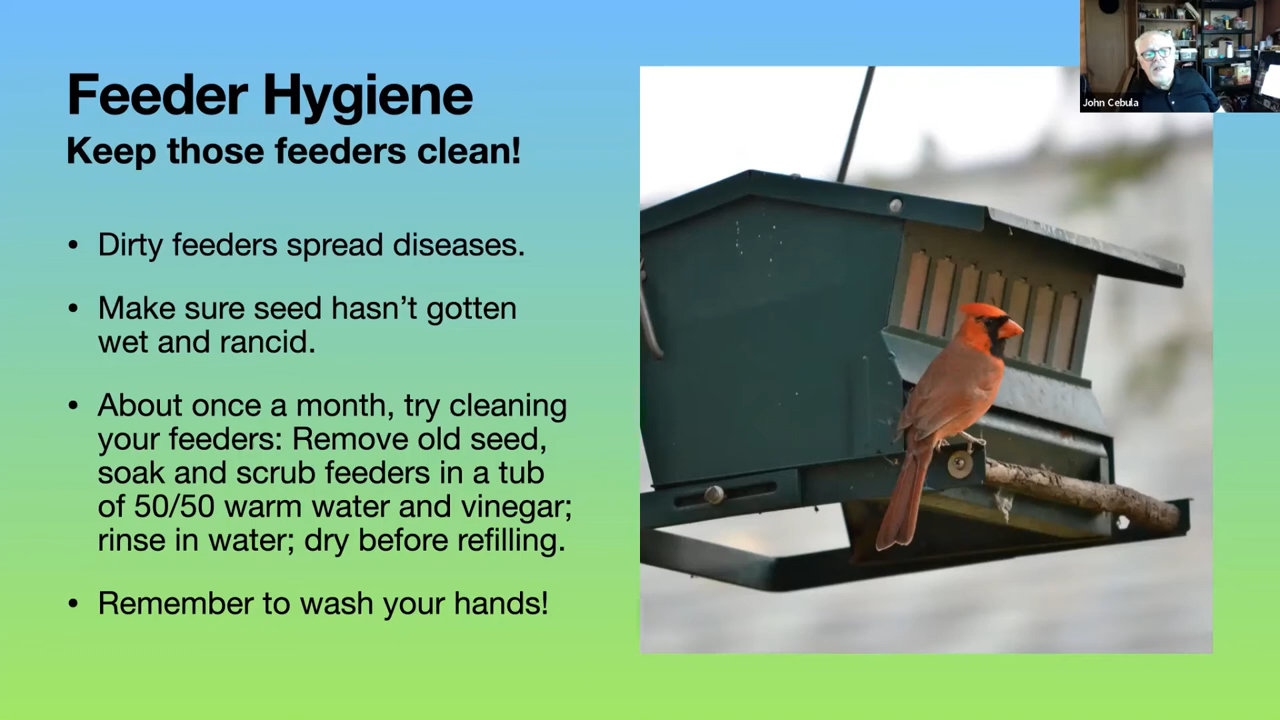 Feeder Hygiene
Keep those feeders clean!
• Dirty feeders spread diseases.
• Make sure seed hasn’t gotten
wet and rancid.
• About once a month, try cleaning
your feeders: Remove old seed,
soak and scrub feeders in a tub
of 50/50 warm water and vinegar;
rinse in water; dry before refilling.
• Remember to wash your hands!
John Cebula